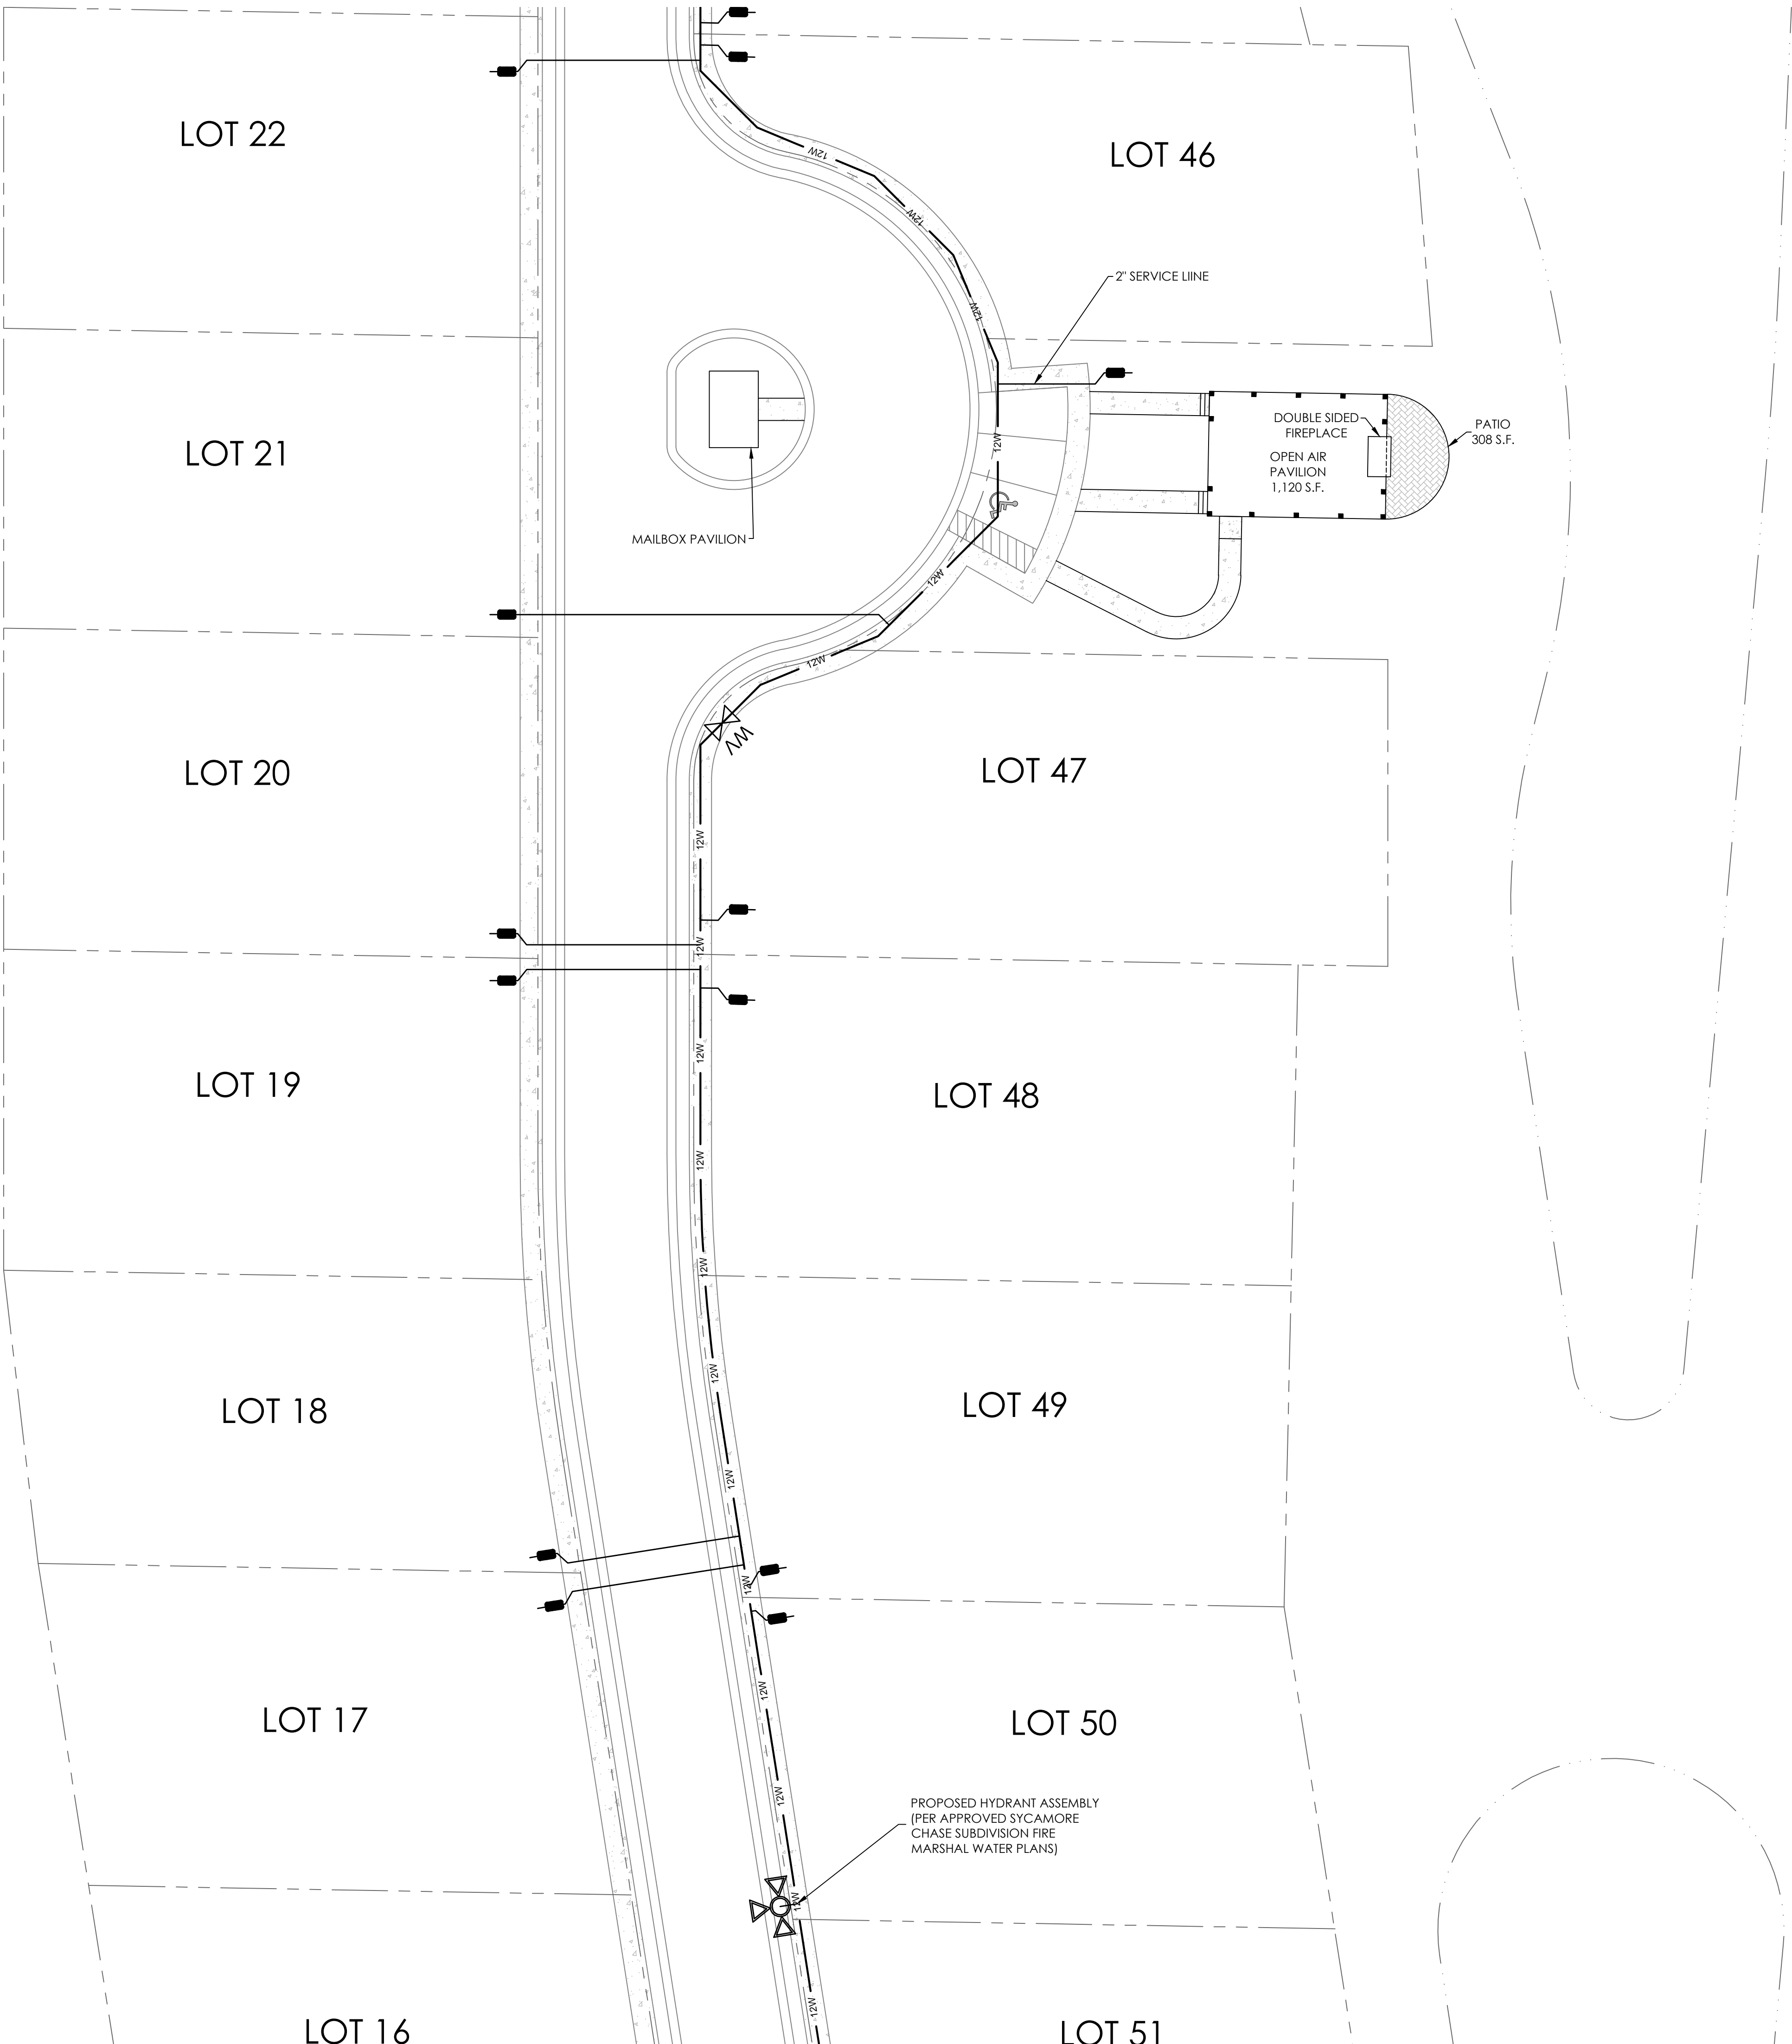 LOT 22
LOT 46
12W
12W
12W
2" SERVICE LIINE
LOT 21
DOUBLE SIDED
FIREPLACE
OPEN AIR
PAVILION
1,120 S.F.
PATIO
308 S.F.
12W
MAILBOX PAVILION
12W
12W
WV
LOT 20
LOT 47
12W
12W
12W
LOT 19
LOT 48
12W
12W
12W
LOT 18
LOT 49
12W
12W
12W
LOT 17
LOT 50
12W
PROPOSED HYDRANT ASSEMBLY
(PER APPROVED SYCAMORE
CHASE SUBDIVISION FIRE
MARSHAL WATER PLANS)
12W
12W
LOT 16
LOT 51